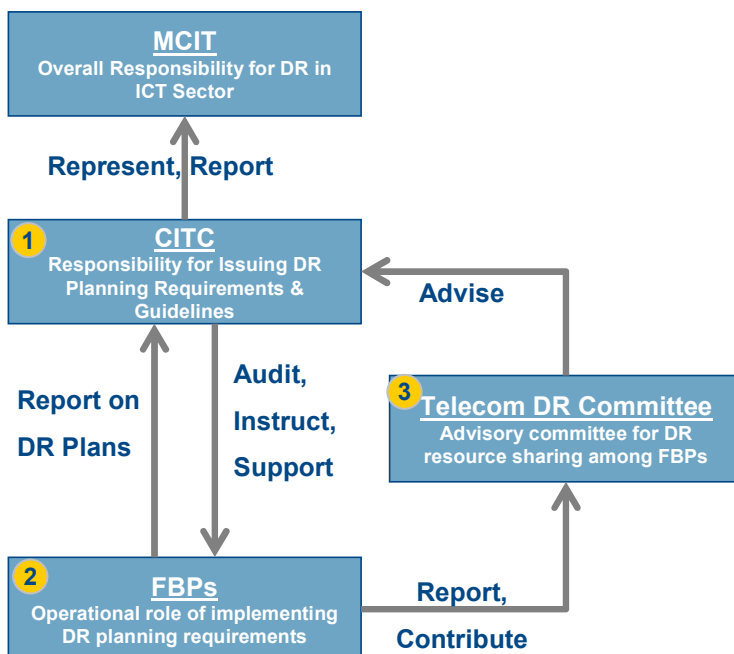 MCIT
Overall Responsibility for DR in
ICT Sector
Represent, Report
1
CITC
Responsibility for Issuing DR
Planning Requirements &
Guidelines
Advise
Report on
DR Plans
Audit,
Instruct,
Support
3
Telecom DR Committee
Advisory committee for DR
resource sharing among FBPs
2
FBPs
Operational role of implementing
DR planning requirements
Report,
Contribute